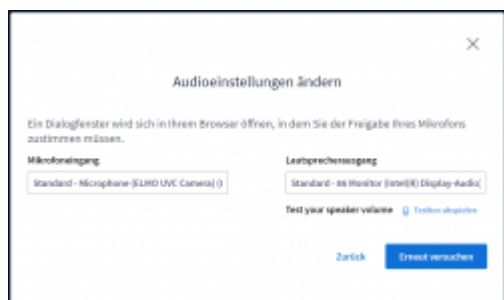 Audioeinstellungen ändern
Ein Dialogfenster wird sich in Ihrem Browser öffnen, in dem Sie der Freigabe Ihres Mikrofons
zustimmen müssen.
Mikrofoneingang
Lautsprecherausgang
Standard - Microphone (ELMO UVC Camera) (
Standard - Monitor (Intel(R) Display-Audio)
Test your speaker volume
Testton abspielen
Zurück
Erneut versuchen